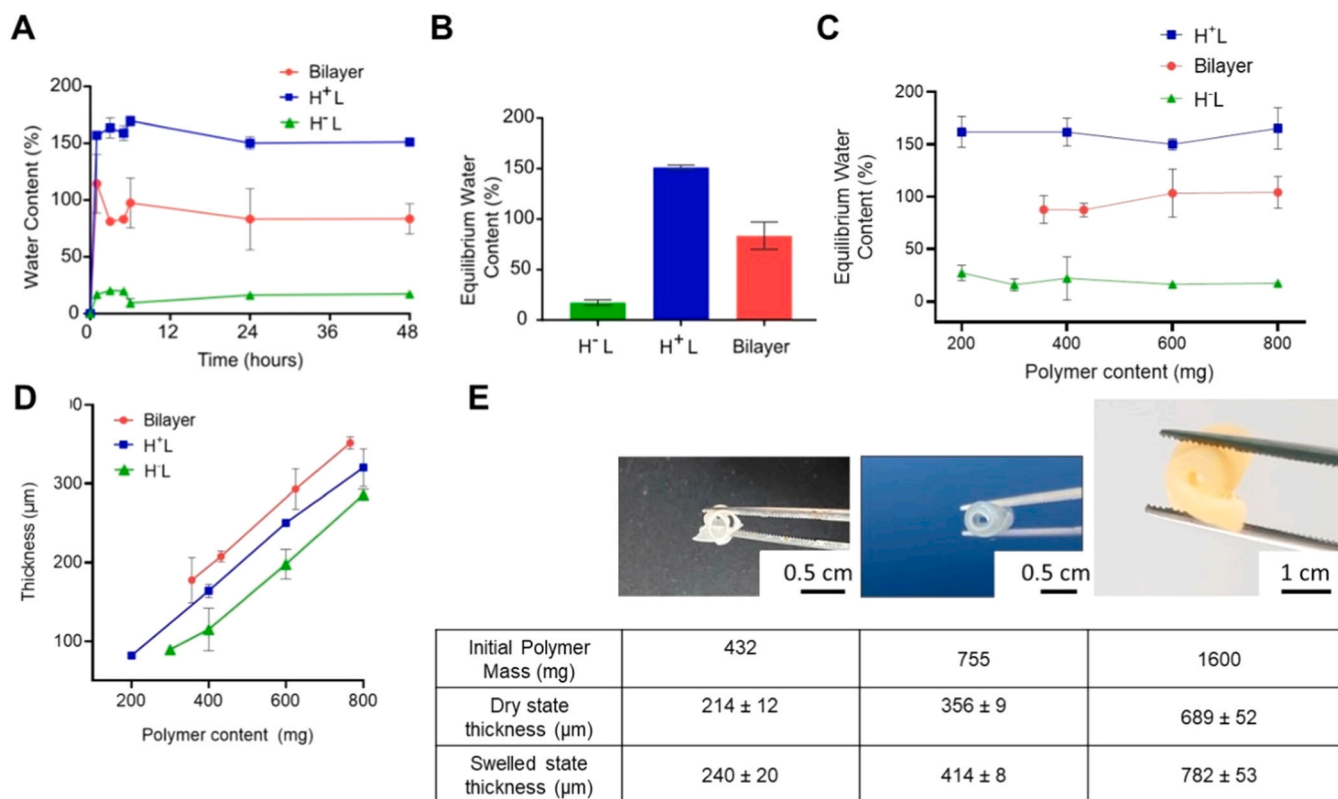 A
Bilayer
H⁺L
H⁻L
200
150
100
50
0
Water Content (%)
0
12
24
36
48
Time (hours)
B
200
150
100
50
0
Equilibrium Water
Content (%)
H⁻L
H⁺L
Bilayer
C
H⁺L
Bilayer
H⁻L
200
150
100
50
0
Equilibrium Water
Content (%)
200
400
600
800
Polymer content (mg)
D
Bilayer
H⁺L
H⁻L
300
200
100
Thickness (µm)
200
400
600
800
Polymer content (mg)
E
0.5 cm
0.5 cm
1 cm
Initial Polymer
Mass (mg)
432
755
1600
Dry state
thickness (µm)
214 ± 12
356 ± 9
689 ± 52
Swelled state
thickness (µm)
240 ± 20
414 ± 8
782 ± 53